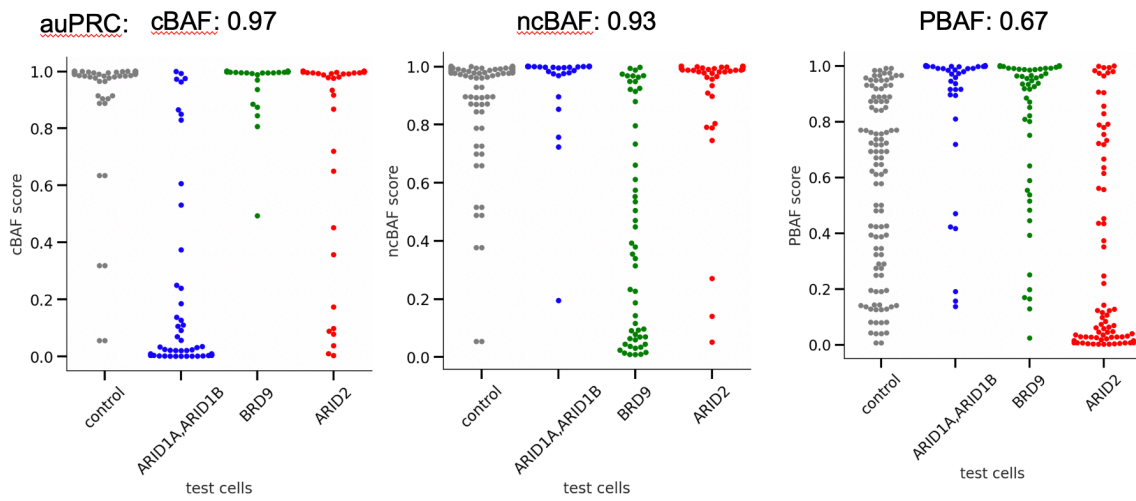 auPRC: cBAF: 0.97 ncBAF: 0.93 PBAF: 0.67
cBAF score
1.0
0.8
0.6
0.4
0.2
0.0
control
ARID1A,ARID1B
BRD9
ARID2
test cells
ncBAF score
1.0
0.8
0.6
0.4
0.2
0.0
control
ARID1A,ARID1B
BRD9
ARID2
test cells
PBAF score
1.0
0.8
0.6
0.4
0.2
0.0
control
ARID1A,ARID1B
BRD9
ARID2
test cells